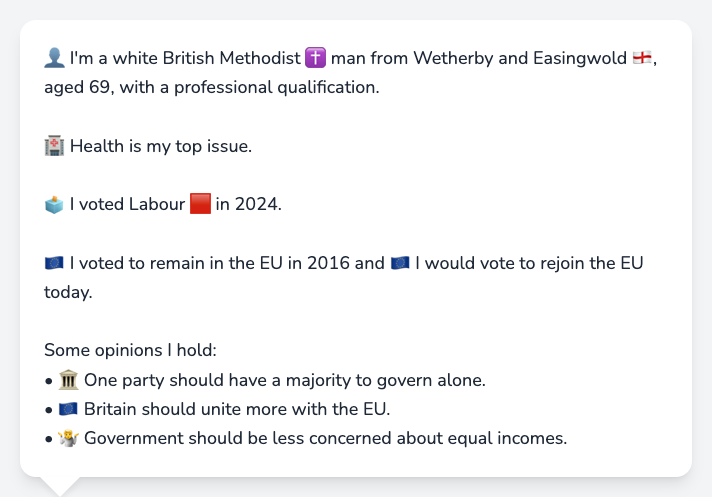 👤 I'm a white British Methodist ✝️ man from Wetherby and Easingwold 🏴󠁧󠁢󠁥󠁮󠁧󠁿,
aged 69, with a professional qualification.
🏥 Health is my top issue.
🗳️ I voted Labour 🟥 in 2024.
🇪🇺 I voted to remain in the EU in 2016 and 🇪🇺 I would vote to rejoin the EU
today.
Some opinions I hold:
• 🏛️ One party should have a majority to govern alone.
• 🇪🇺 Britain should unite more with the EU.
• 🤷 Government should be less concerned about equal incomes.